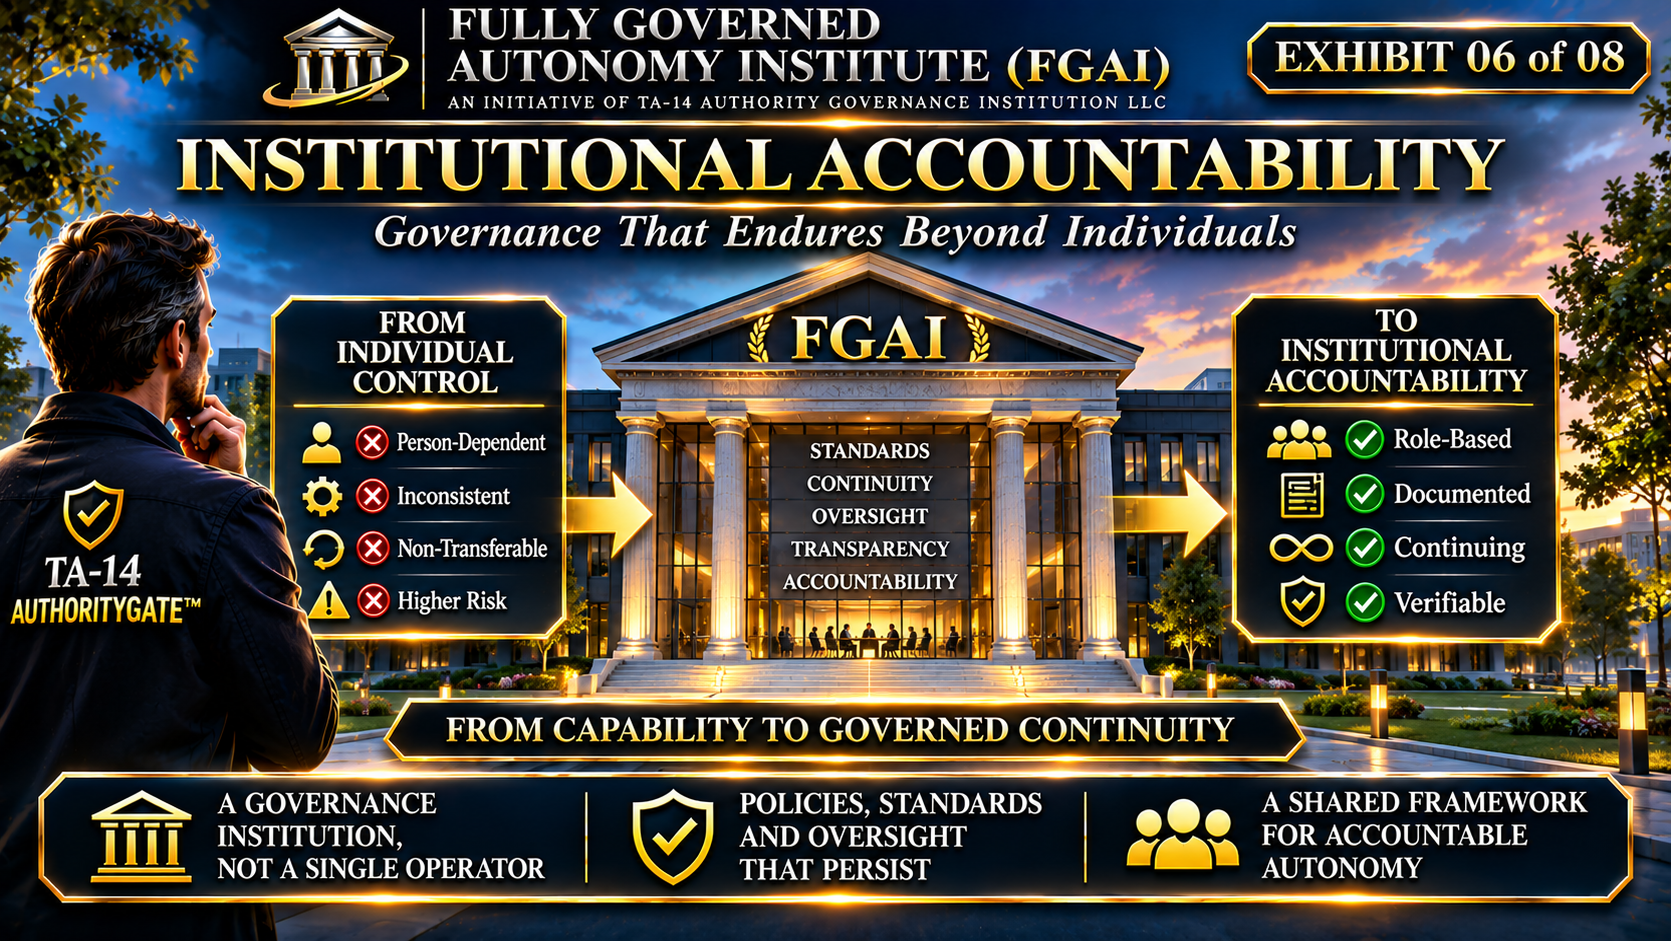 FULLY GOVERNED
AUTONOMY INSTITUTE (FGAI)
AN INITIATIVE OF TA-14 AUTHORITY GOVERNANCE INSTITUTION LLC
EXHIBIT 06 of 08
INSTITUTIONAL ACCOUNTABILITY
Governance That Endures Beyond Individuals
FROM
INDIVIDUAL
CONTROL
Person-Dependent
Inconsistent
Non-Transferable
Higher Risk
FGAI
STANDARDS
CONTINUITY
OVERSIGHT
TRANSPARENCY
ACCOUNTABILITY
TO
INSTITUTIONAL
ACCOUNTABILITY
Role-Based
Documented
Continuing
Verifiable
TA-14
AUTHORITYGATE™
FROM CAPABILITY TO GOVERNED CONTINUITY
A GOVERNANCE
INSTITUTION,
NOT A SINGLE OPERATOR
POLICIES, STANDARDS
AND OVERSIGHT
THAT PERSIST
A SHARED FRAMEWORK
FOR ACCOUNTABLE
AUTONOMY